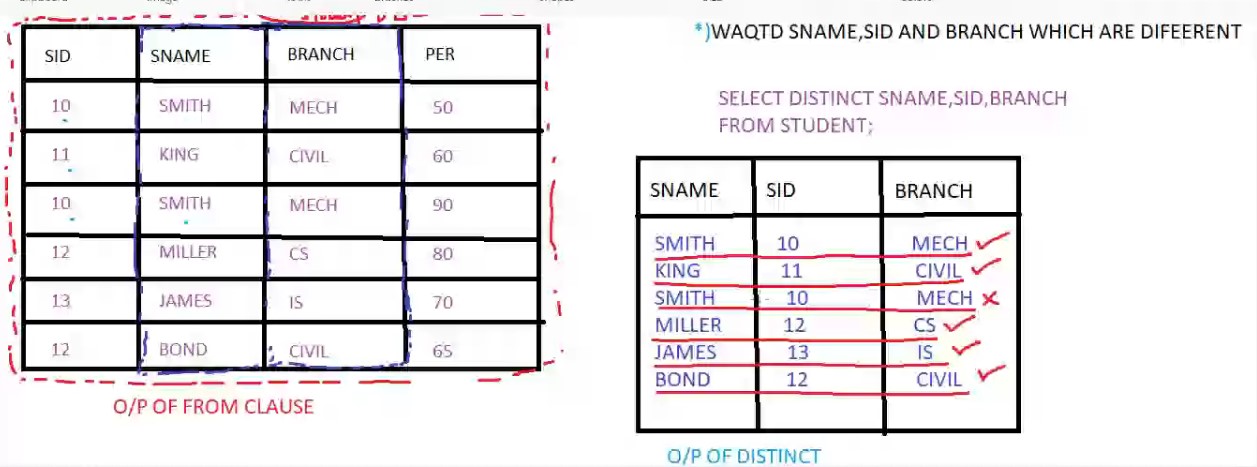 SID SNAME BRANCH PER
10 SMITH MECH 50
11 KING CIVIL 60
10 SMITH MECH 90
12 MILLER CS 80
13 JAMES IS 70
12 BOND CIVIL 65
O/P OF FROM CLAUSE
*)WAQTD SNAME,SID AND BRANCH WHICH ARE DIFEERENT
SELECT DISTINCT SNAME,SID,BRANCH
FROM STUDENT;
SNAME SID BRANCH
SMITH 10 MECH
KING 11 CIVIL
SMITH 10 MECH
MILLER 12 CS
JAMES 13 IS
BOND 12 CIVIL
O/P OF DISTINCT